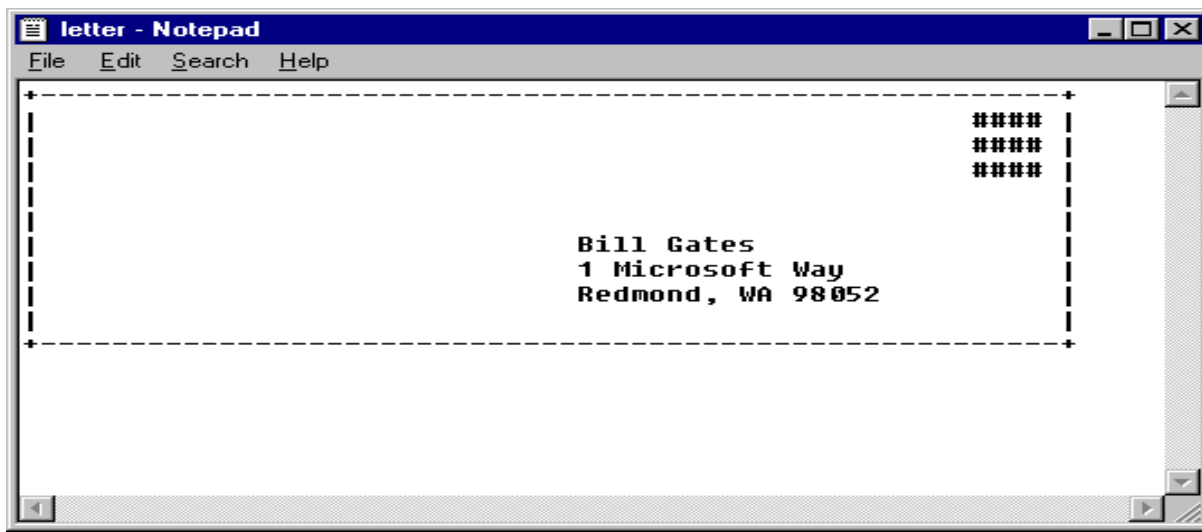 letter - Notepad
File Edit Search Help
+---------------------------------------------------------+
| #### |
| #### |
| #### |
|
|
| Bill Gates |
| 1 Microsoft Way |
| Redmond, WA 98052 |
|
+---------------------------------------------------------+